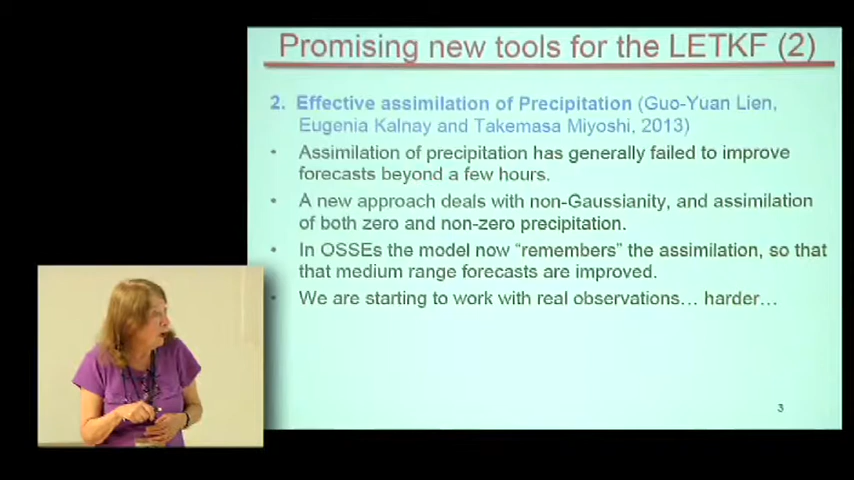 Promising new tools for the LETKF (2)
2. Effective assimilation of Precipitation (Guo-Yuan Lien,
Eugenia Kalnay and Takemasa Miyoshi, 2013)
• Assimilation of precipitation has generally failed to improve
forecasts beyond a few hours.
• A new approach deals with non-Gaussianity, and assimilation
of both zero and non-zero precipitation.
• In OSSEs the model now “remembers” the assimilation, so that
that medium range forecasts are improved.
• We are starting to work with real observations… harder…
3